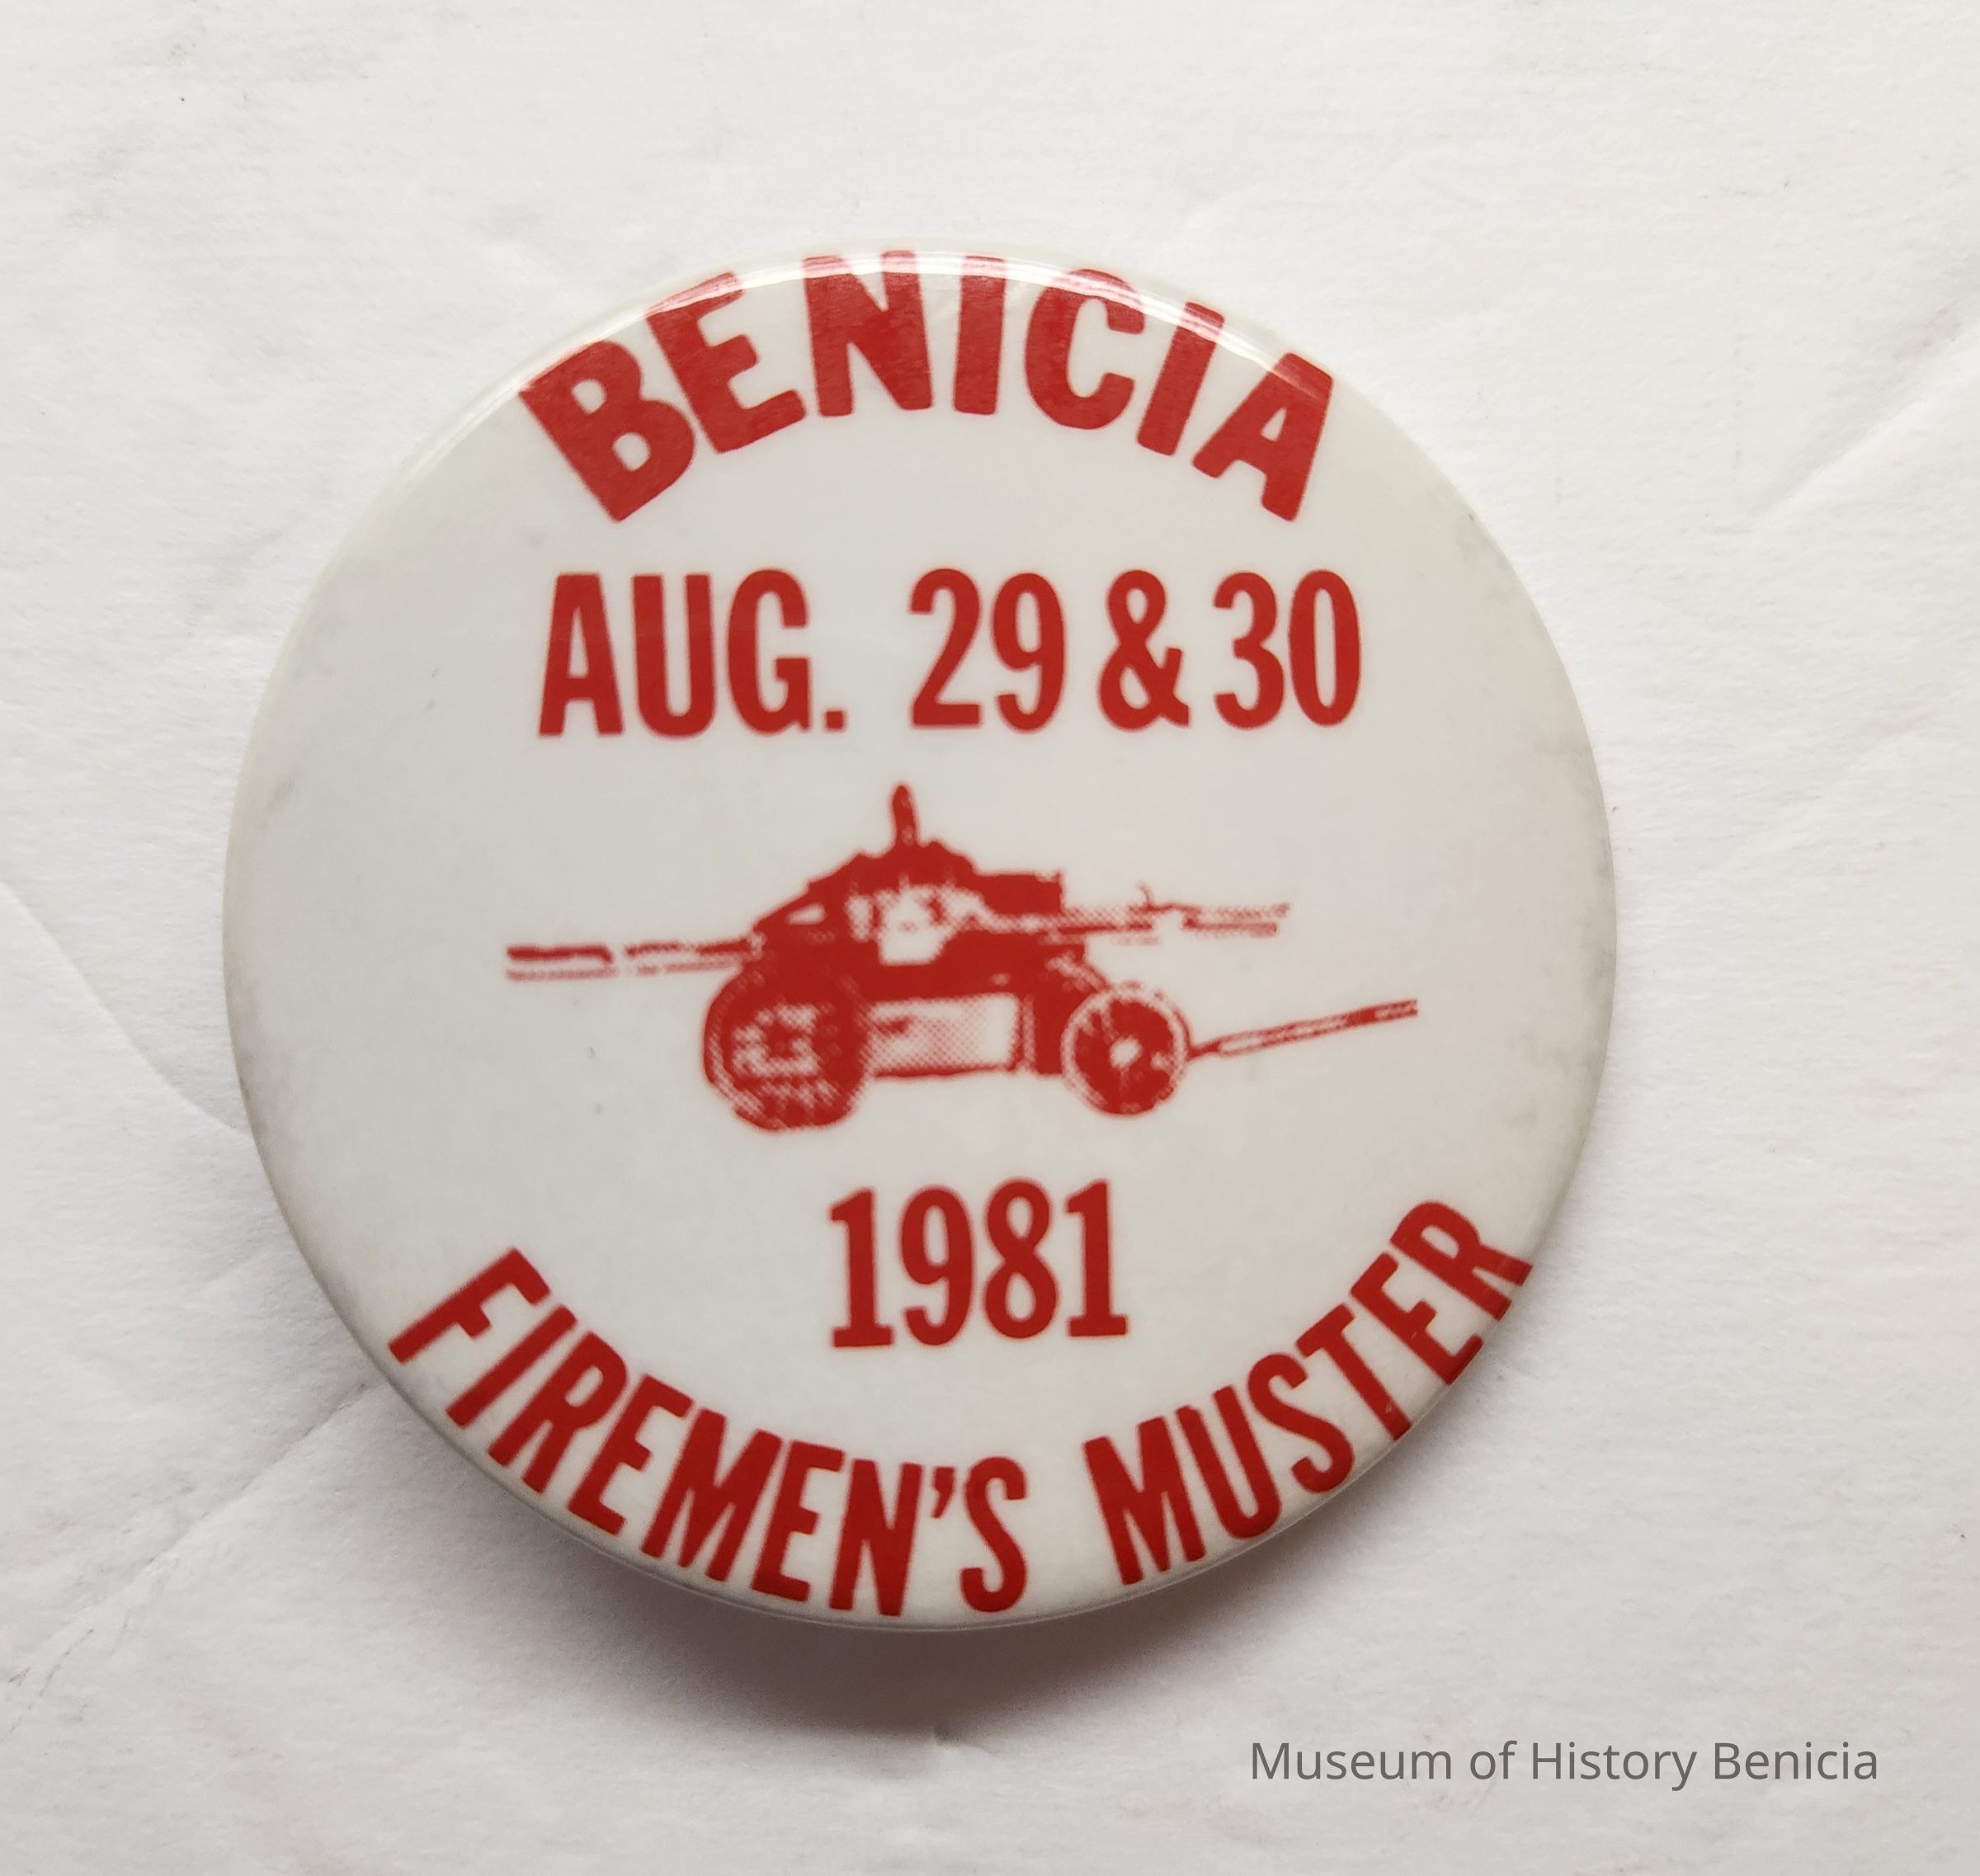 BENICIA
AUG. 29 & 30
1981
FIREMEN'S MUSTER
Museum of History Benicia